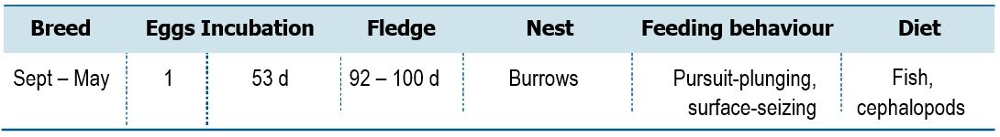 Breed Eggs Incubation Fledge Nest Feeding behaviour Diet
Sept – May 1 53 d 92 – 100 d Burrows Pursuit-plunging, Fish,
surface-seizing cephalopods